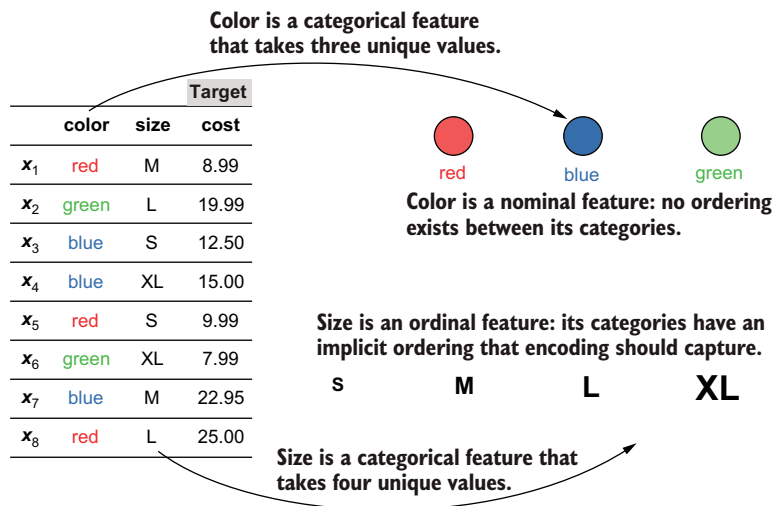 Color is a categorical feature
that takes three unique values.
Target
color size cost
x1 red M 8.99
x2 green L 19.99
x3 blue S 12.50
x4 blue XL 15.00
x5 red S 9.99
x6 green XL 7.99
x7 blue M 22.95
x8 red L 25.00
red blue green
Color is a nominal feature: no ordering
exists between its categories.
Size is an ordinal feature: its categories have an
implicit ordering that encoding should capture.
S M L XL
Size is a categorical feature that
takes four unique values.